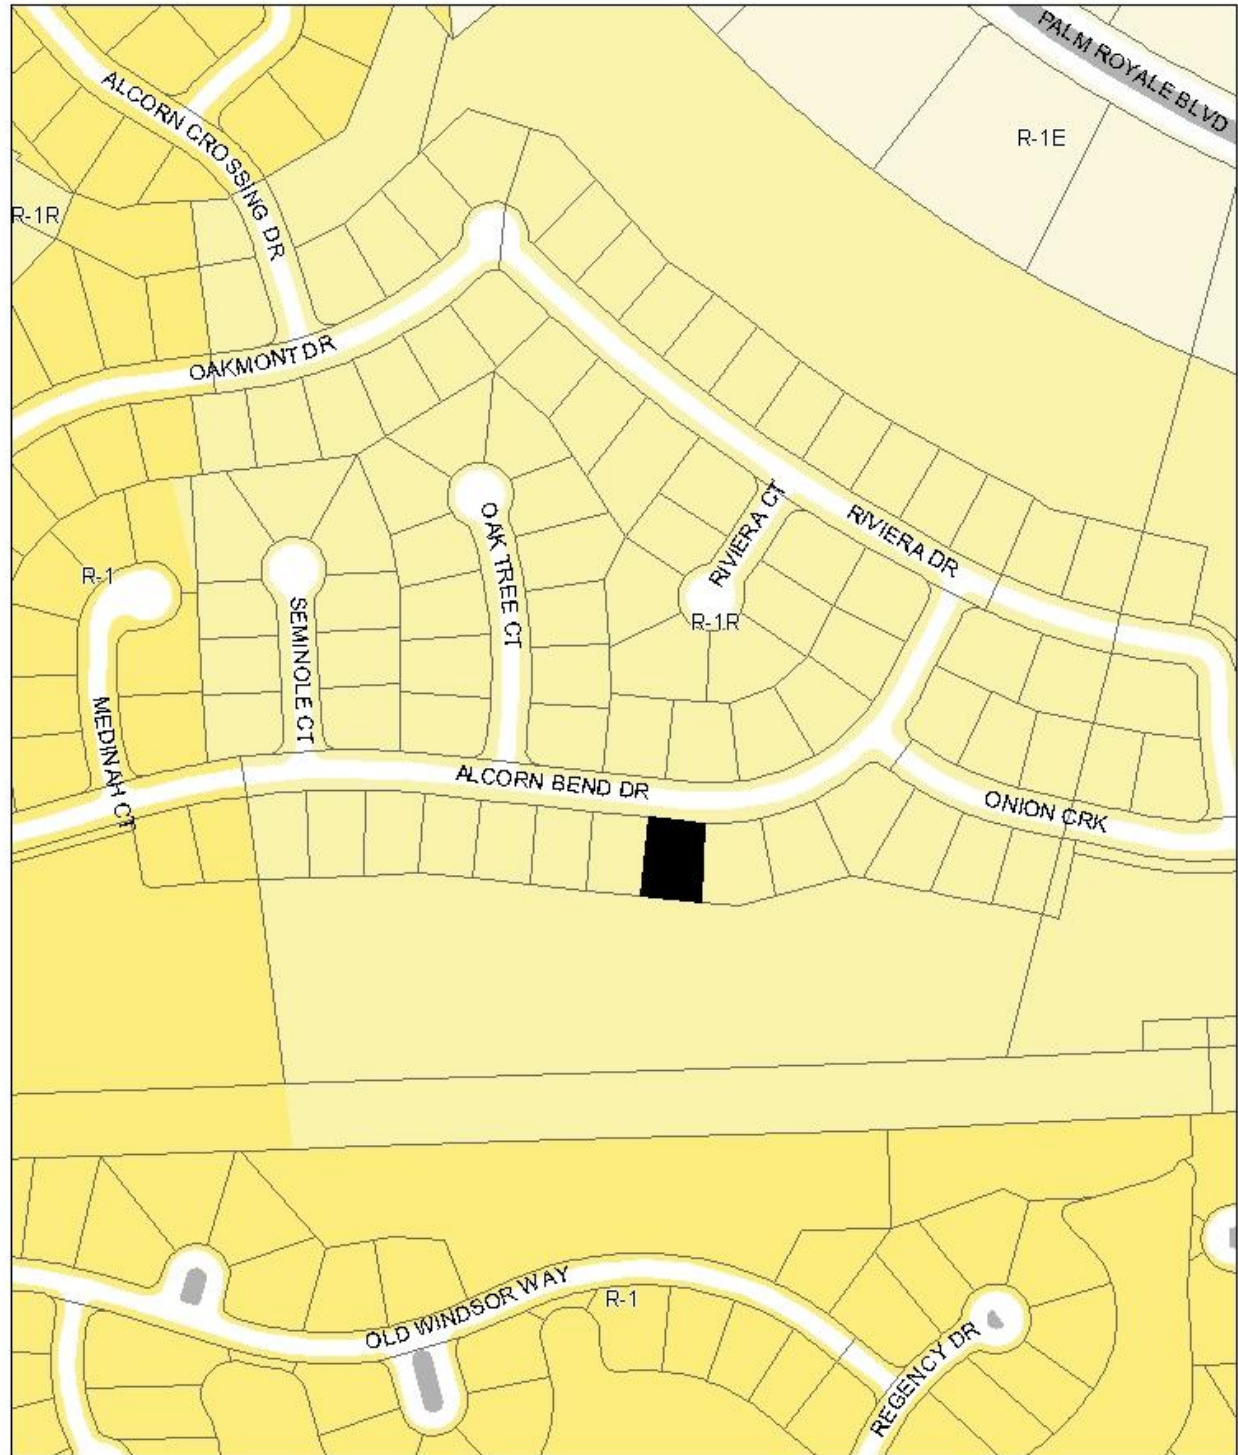 PALM ROYALE BLVD
ALCORN CROSSING DR
R-1E
R-1R
OAKMONT DR
OAK TREE CT
RIVIERA CT
RIVIERA DR
R-1
SEMINOLE CT
R-1R
MEDINAH CT
ALCORN BEND DR
ONION CRK
OLD WINDSOR WAY
R-1
REGENCY DR